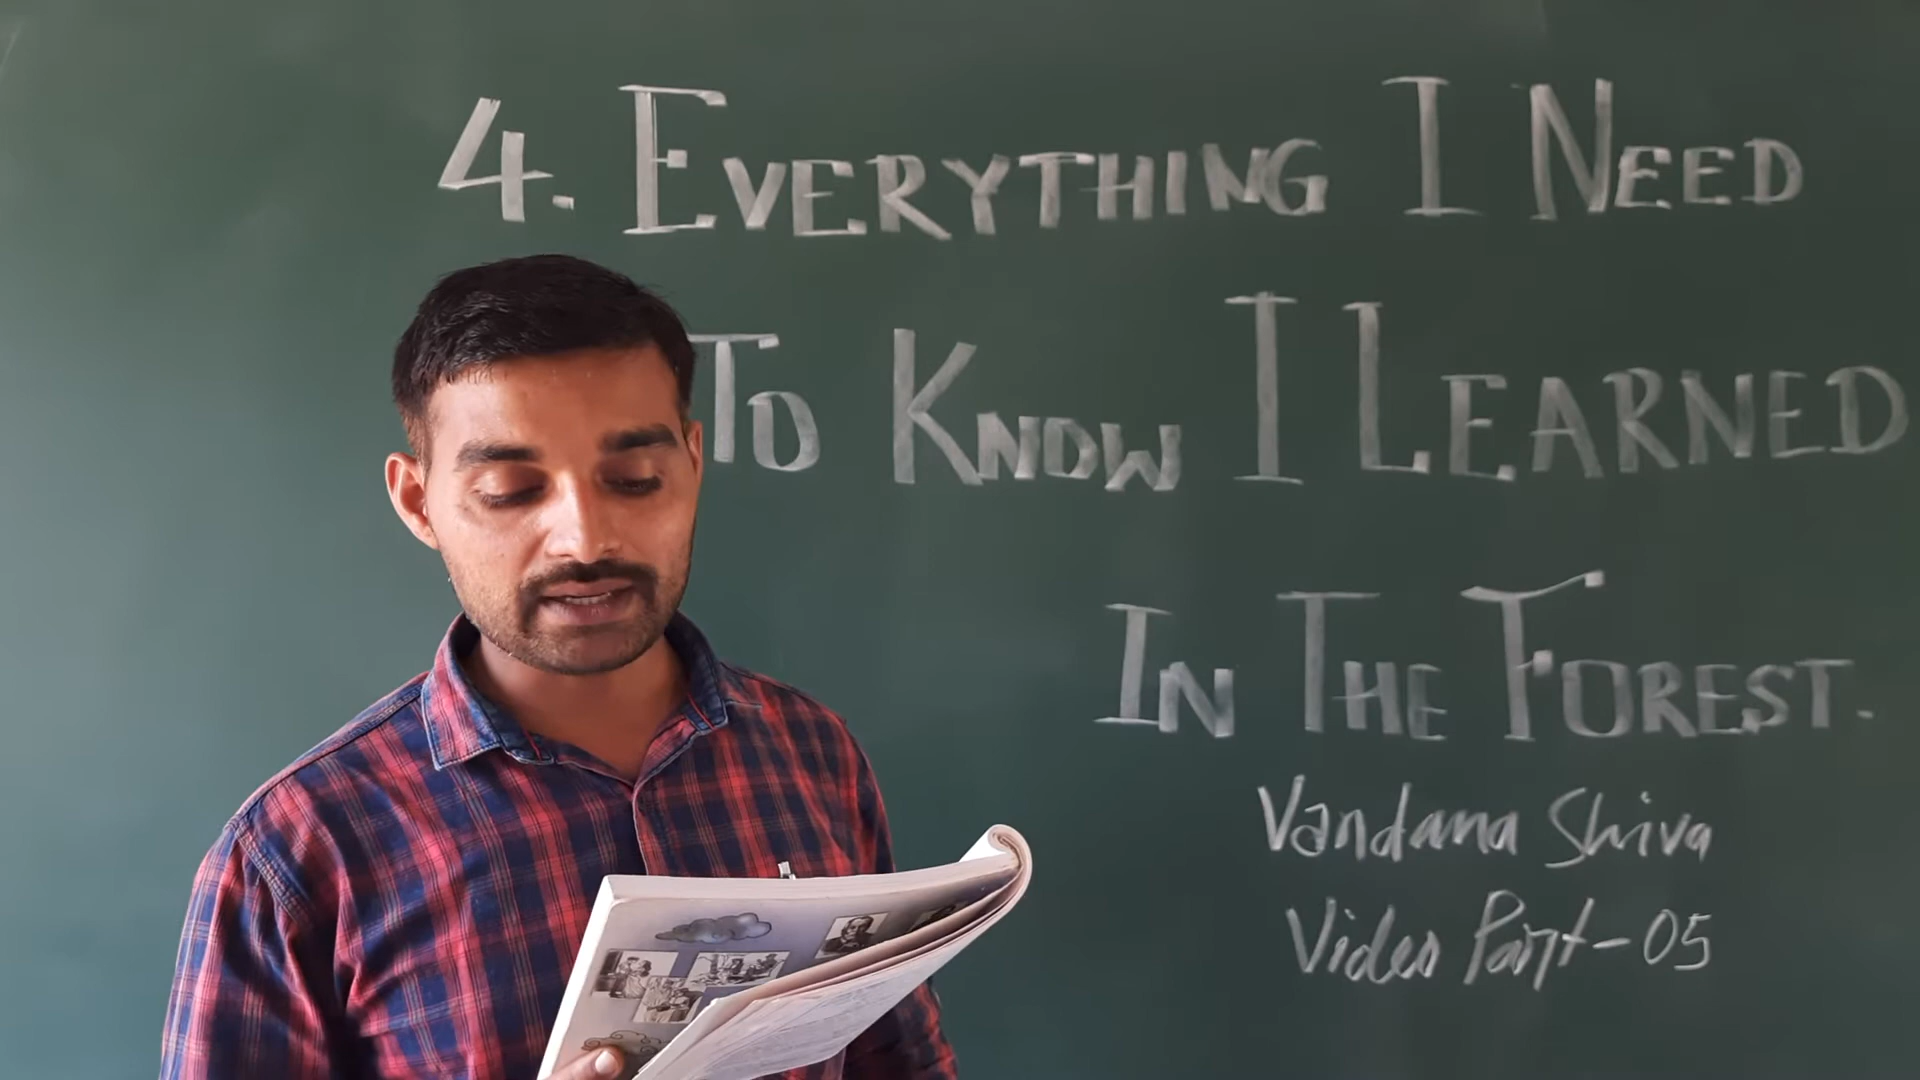 4. EVERYTHING I NEED
TO KNOW I LEARNED
IN THE FOREST.
Vandana Shiva
Video Part-05